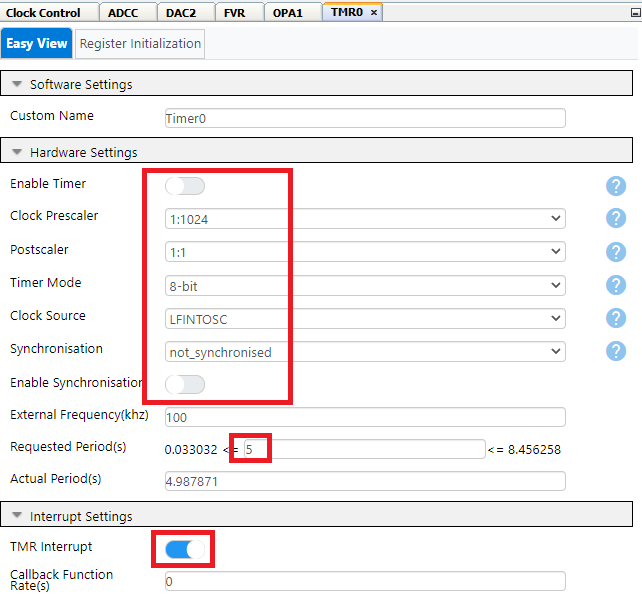 Clock Control ADCC DAC2 FVR OPA1 TMR0 ×
Easy View Register Initialization
Software Settings
Custom Name Timer0
Hardware Settings
Enable Timer ?
Clock Prescaler 1:1024 ?
Postscaler 1:1 ?
Timer Mode 8-bit ?
Clock Source LFINTOSC ?
Synchronisation not_synchronised ?
Enable Synchronisation
External Frequency(khz) 100
Requested Period(s) 0.033032 <= 5 <= 8.456258
Actual Period(s) 4.987871
Interrupt Settings
TMR Interrupt
Callback Function
Rate(s) 0